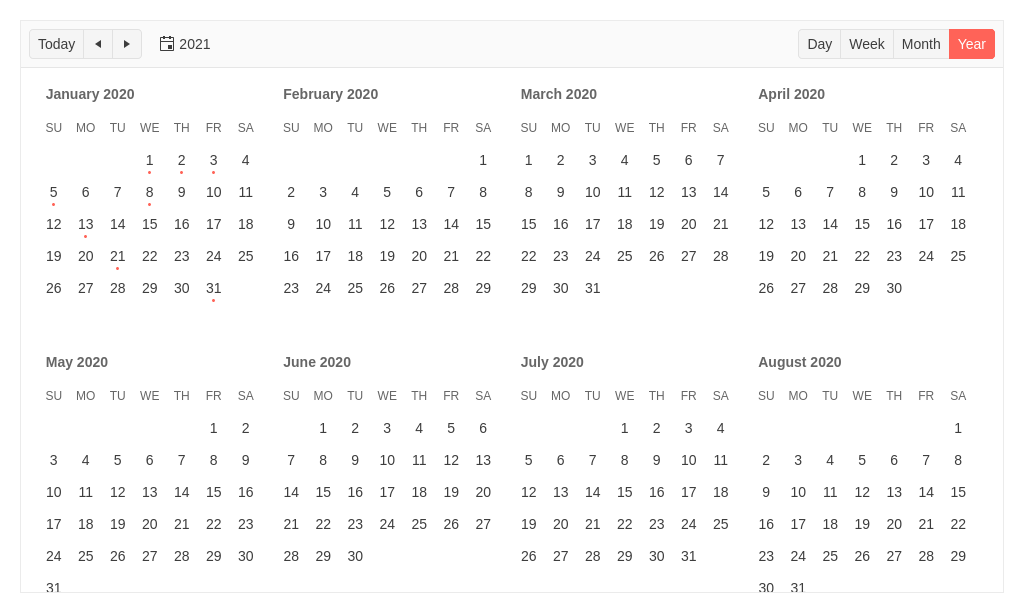 Today 2021 Day Week Month Year
January 2020 February 2020 March 2020 April 2020
SU MO TU WE TH FR SA SU MO TU WE TH FR SA SU MO TU WE TH FR SA SU MO TU WE TH FR SA
1 2 3 4 1 1 2 3 4 5 6 7 1 2 3 4
5 6 7 8 9 10 11 2 3 4 5 6 7 8 8 9 10 11 12 13 14 5 6 7 8 9 10 11
12 13 14 15 16 17 18 9 10 11 12 13 14 15 15 16 17 18 19 20 21 12 13 14 15 16 17 18
19 20 21 22 23 24 25 16 17 18 19 20 21 22 22 23 24 25 26 27 28 19 20 21 22 23 24 25
26 27 28 29 30 31 23 24 25 26 27 28 29 29 30 31 26 27 28 29 30
May 2020 June 2020 July 2020 August 2020
SU MO TU WE TH FR SA SU MO TU WE TH FR SA SU MO TU WE TH FR SA SU MO TU WE TH FR SA
1 2 1 2 3 4 5 6 1 2 3 4 1
3 4 5 6 7 8 9 7 8 9 10 11 12 13 5 6 7 8 9 10 11 2 3 4 5 6 7 8
10 11 12 13 14 15 16 14 15 16 17 18 19 20 12 13 14 15 16 17 18 9 10 11 12 13 14 15
17 18 19 20 21 22 23 21 22 23 24 25 26 27 19 20 21 22 23 24 25 16 17 18 19 20 21 22
24 25 26 27 28 29 30 28 29 30 26 27 28 29 30 31 23 24 25 26 27 28 29
31 30 31